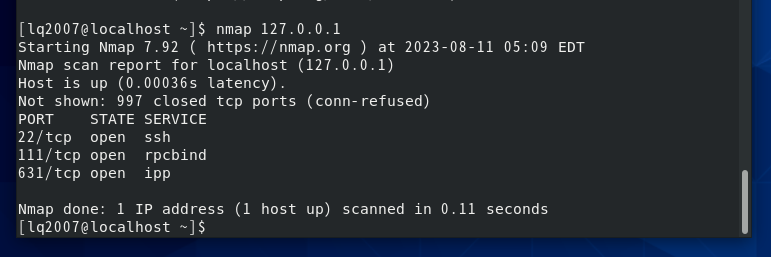 [lq2007@localhost ~]$ nmap 127.0.0.1
Starting Nmap 7.92 ( https://nmap.org ) at 2023-08-11 05:09 EDT
Nmap scan report for localhost (127.0.0.1)
Host is up (0.00036s latency).
Not shown: 997 closed tcp ports (conn-refused)
PORT    STATE SERVICE
22/tcp  open  ssh
111/tcp open  rpcbind
631/tcp open  ipp
Nmap done: 1 IP address (1 host up) scanned in 0.11 seconds
[lq2007@localhost ~]$